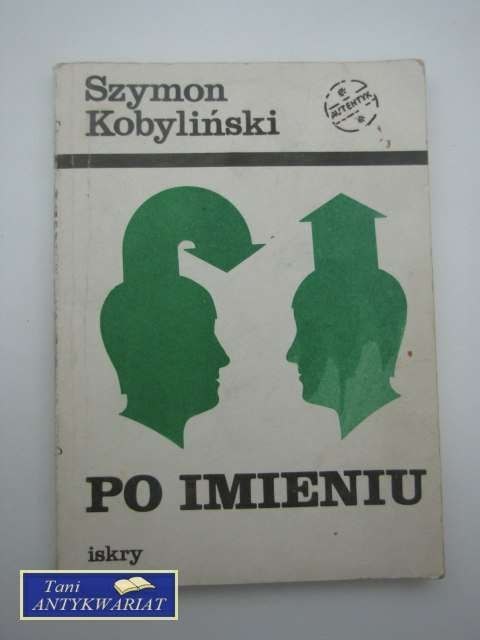 Szymon
Kobyliński
AUTENTYK
PO IMIENIU
iskry
Tani
ANTYKWARIAT